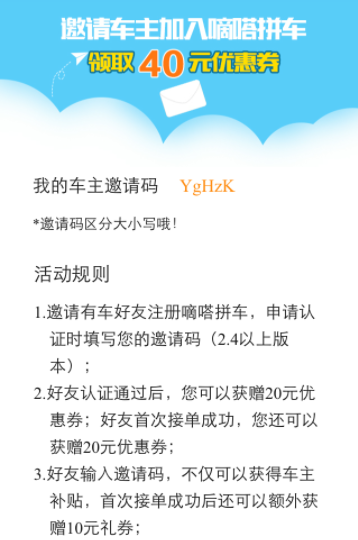 邀请车主加入嘀嗒拼车
领取40元优惠券
我的车主邀请码 YgHzK
*邀请码区分大小写哦!
活动规则
1.邀请有车好友注册嘀嗒拼车，申请认
证时填写您的邀请码（2.4以上版
本）；
2.好友认证通过后，您可以获赠20元优
惠券；好友首次接单成功，您还可以
获赠20元优惠券；
3.好友输入邀请码，不仅可以获得车主
补贴，首次接单成功后还可以额外获
赠10元礼券；